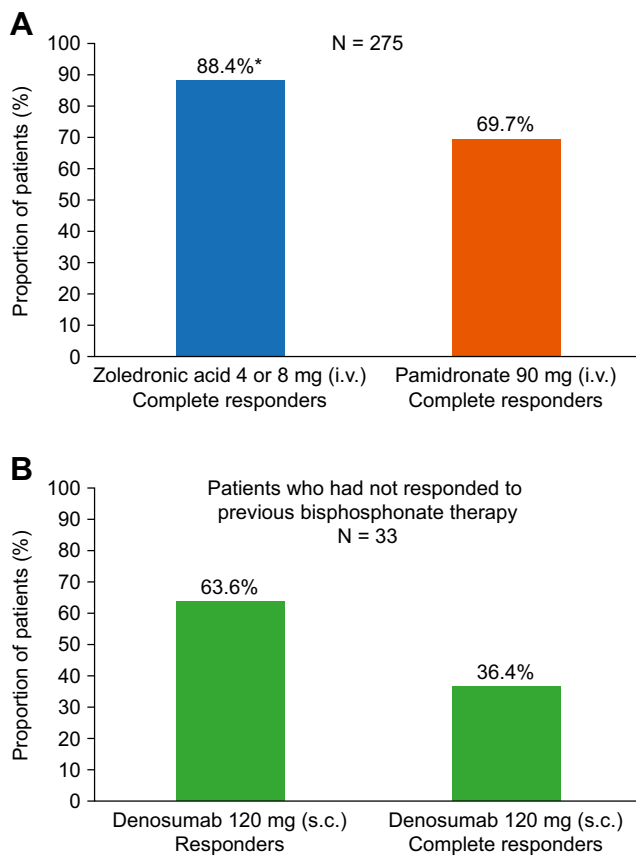 A
N = 275
Proportion of patients (%)
100
90
80
70
60
50
40
30
20
10
0
88.4%*
69.7%
Zoledronic acid 4 or 8 mg (i.v.)
Complete responders
Pamidronate 90 mg (i.v.)
Complete responders
B
Patients who had not responded to
previous bisphosphonate therapy
N = 33
Proportion of patients (%)
100
90
80
70
60
50
40
30
20
10
0
63.6%
36.4%
Denosumab 120 mg (s.c.)
Responders
Denosumab 120 mg (s.c.)
Complete responders